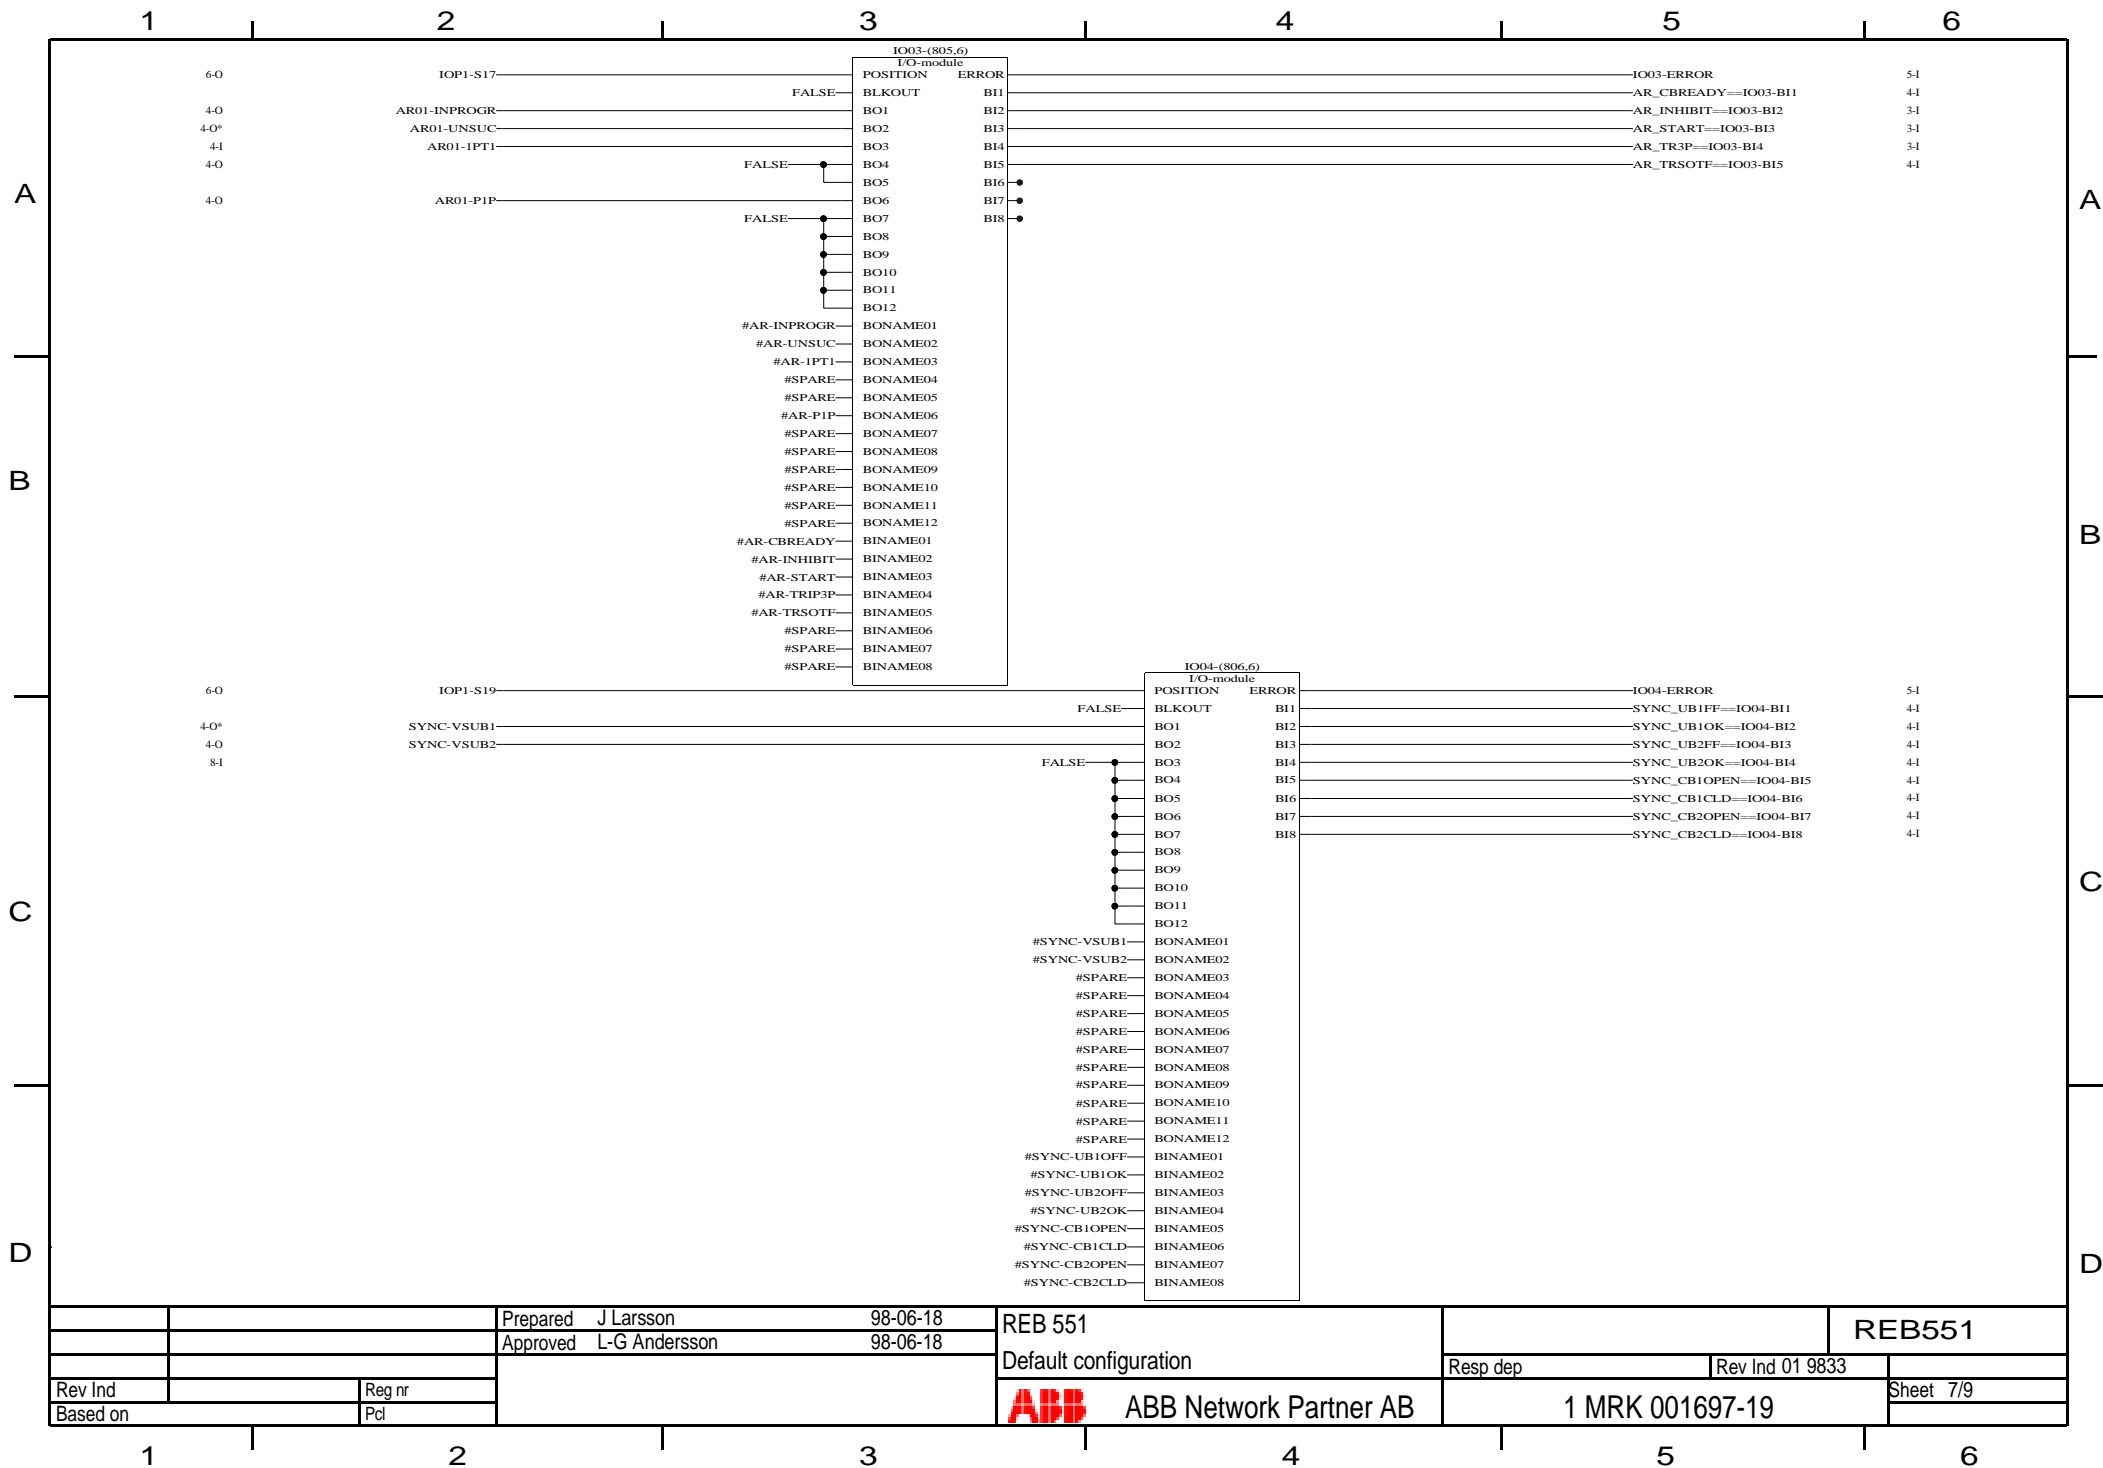 1 2 3 4 5 6
IO03-(805,6)
I/O-module
6-O IOP1-S17 POSITION ERROR IO03-ERROR 5-I
FALSE BLKOUT BI1 AR_CBREADY==IO03-BI1 4-I
4-O AR01-INPROGR BO1 BI2 AR_INHIBIT==IO03-BI2 3-I
4-O* AR01-UNSUC BO2 BI3 AR_START==IO03-BI3 3-I
4-I AR01-1PT1 BO3 BI4 AR_TR3P==IO03-BI4 3-I
4-O FALSE BO4 BI5 AR_TRSOTF==IO03-BI5 4-I
BO5 BI6
A 4-O AR01-P1P BO6 BI7 A
FALSE BO7 BI8
BO8
BO9
BO10
BO11
BO12
#AR-INPROGR BONAME01
#AR-UNSUC BONAME02
#AR-1PT1 BONAME03
#SPARE BONAME04
#SPARE BONAME05
#AR-P1P BONAME06
#SPARE BONAME07
#SPARE BONAME08
#SPARE BONAME09
B #SPARE BONAME10
#SPARE BONAME11
#SPARE BONAME12
#AR-CBREADY BINAME01 B
#AR-INHIBIT BINAME02
#AR-START BINAME03
#AR-TRIP3P BINAME04
#AR-TRSOTF BINAME05
#SPARE BINAME06
#SPARE BINAME07
#SPARE BINAME08
IO04-(806,6)
I/O-module
6-O IOP1-S19 POSITION ERROR IO04-ERROR 5-I
FALSE BLKOUT BI1 SYNC_UB1FF==IO04-BI1 4-I
4-O* SYNC-VSUB1 BO1 BI2 SYNC_UB1OK==IO04-BI2 4-I
4-O SYNC-VSUB2 BO2 BI3 SYNC_UB2FF==IO04-BI3 4-I
8-I FALSE BO3 BI4 SYNC_UB2OK==IO04-BI4 4-I
BO4 BI5 SYNC_CB1OPEN==IO04-BI5 4-I
BO5 BI6 SYNC_CB1CLD==IO04-BI6 4-I
BO6 BI7 SYNC_CB2OPEN==IO04-BI7 4-I
BO7 BI8 SYNC_CB2CLD==IO04-BI8 4-I
BO8
BO9
BO10 C
C BO11
BO12
#SYNC-VSUB1 BONAME01
#SYNC-VSUB2 BONAME02
#SPARE BONAME03
#SPARE BONAME04
#SPARE BONAME05
#SPARE BONAME06
#SPARE BONAME07
#SPARE BONAME08
#SPARE BONAME09
#SPARE BONAME10
#SPARE BONAME11
#SPARE BONAME12
#SYNC-UB1OFF BINAME01
#SYNC-UB1OK BINAME02
#SYNC-UB2OFF BINAME03
#SYNC-UB2OK BINAME04
#SYNC-CB1OPEN BINAME05
D #SYNC-CB1CLD BINAME06
#SYNC-CB2OPEN BINAME07 D
#SYNC-CB2CLD BINAME08
Prepared J Larsson 98-06-18 REB 551 REB551
Approved L-G Andersson 98-06-18
Default configuration Resp dep Rev Ind 01 9833
Rev Ind Reg nr Sheet 7/9
Based on Pcl ABB ABB Network Partner AB 1 MRK 001697-19
1 2 3 4 5 6